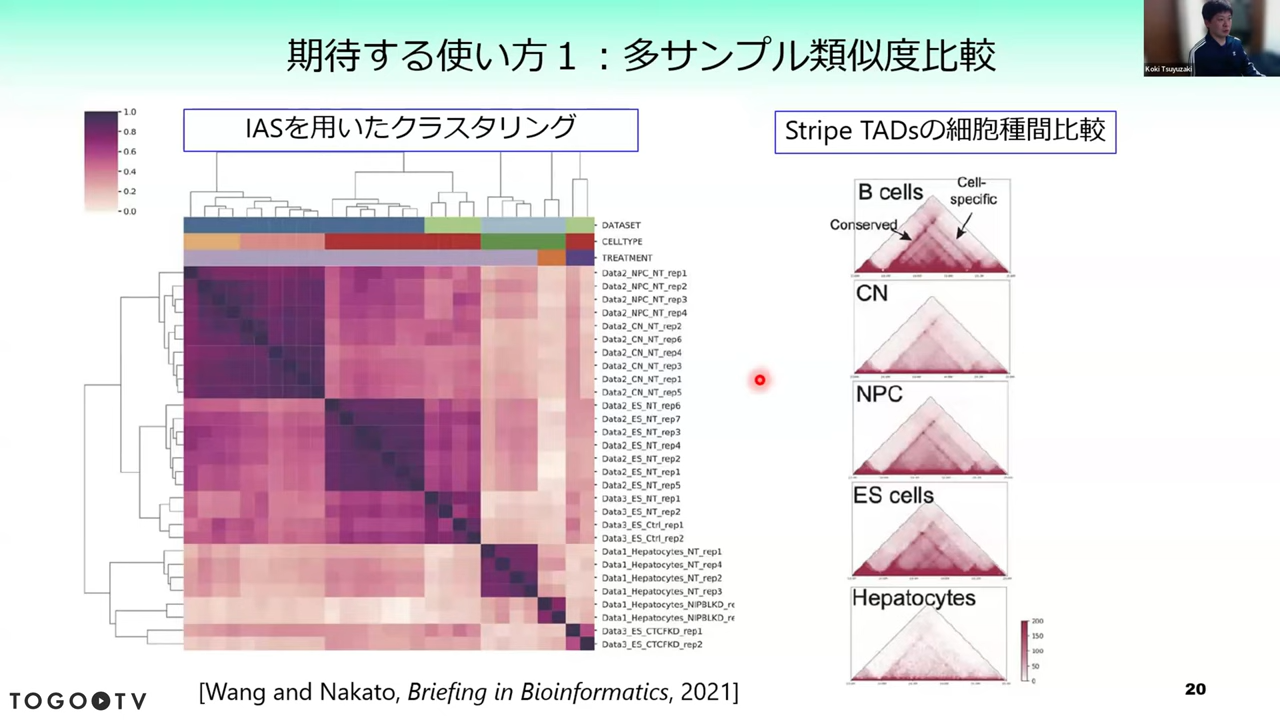 期待する使い方１：多サンプル類似度比較
Koki Tsuyuzaki
IASを用いたクラスタリング
Stripe TADsの細胞種間比較
1.0
0.8
0.6
0.4
0.2
0.0
DATASET
CELLTYPE
TREATMENT
Data2_NPC_NT_rep1
Data2_NPC_NT_rep2
Data2_NPC_NT_rep3
Data2_NPC_NT_rep4
Data2_CN_NT_rep2
Data2_CN_NT_rep6
Data2_CN_NT_rep4
Data2_CN_NT_rep3
Data2_CN_NT_rep1
Data2_CN_NT_rep5
Data2_ES_NT_rep6
Data2_ES_NT_rep7
Data2_ES_NT_rep3
Data2_ES_NT_rep4
Data2_ES_NT_rep2
Data2_ES_NT_rep1
Data2_ES_NT_rep5
Data3_ES_NT_rep1
Data3_ES_NT_rep2
Data3_ES_Ctrl_rep1
Data3_ES_Ctrl_rep2
Data1_Hepatocytes_NT_rep1
Data1_Hepatocytes_NT_rep4
Data1_Hepatocytes_NT_rep2
Data1_Hepatocytes_NT_rep3
Data1_Hepatocytes_NIPBLKD_re
Data1_Hepatocytes_NIPBLKD_re
Data3_ES_CTCFKD_rep1
Data3_ES_CTCFKD_rep2
B cells
Cell-
specific
Conserved
CN
NPC
ES cells
Hepatocytes
200
150
100
50
0
[Wang and Nakato, Briefing in Bioinformatics, 2021]
20
TOGO TV